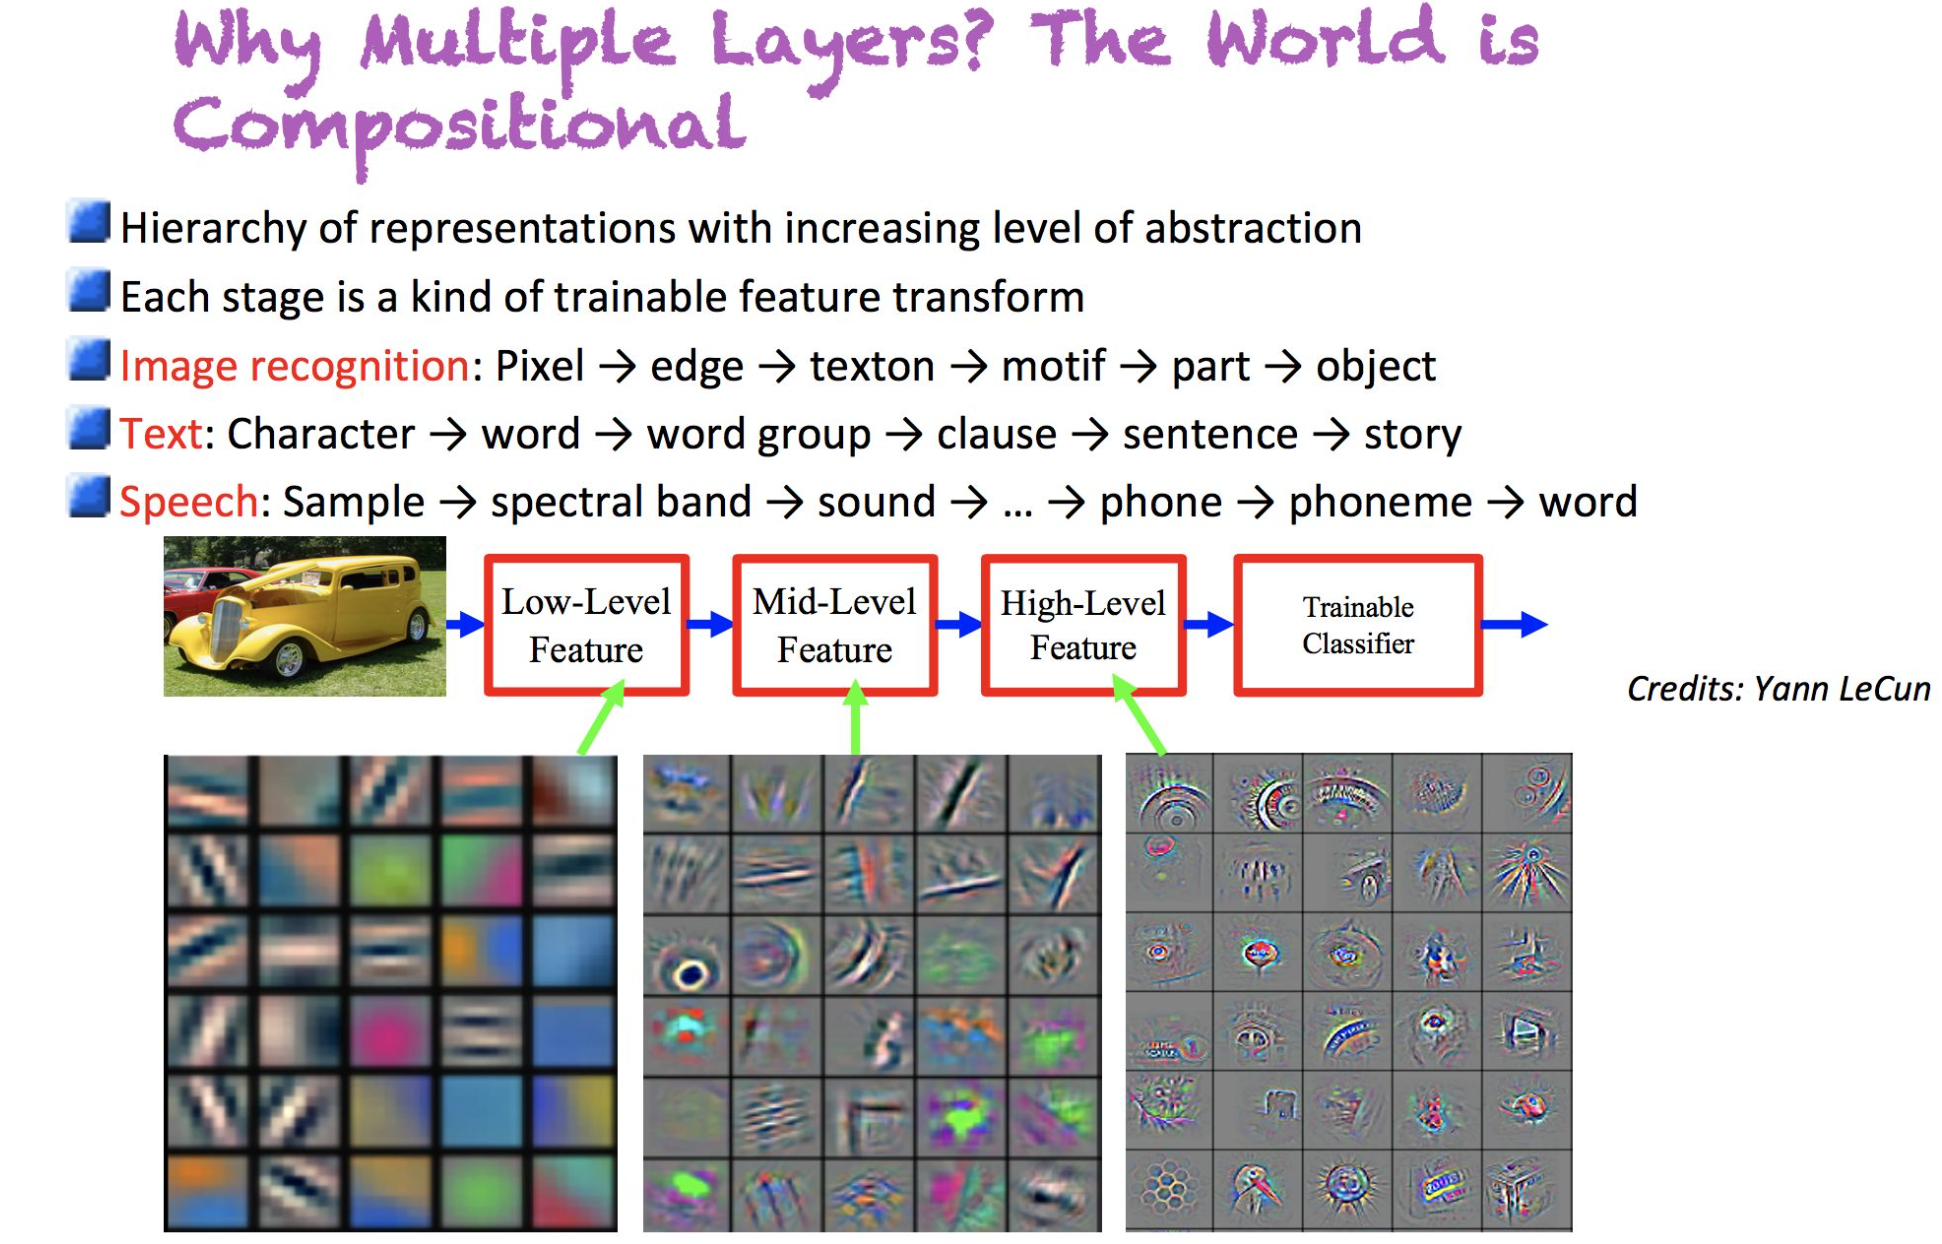 Why Multiple Layers? The World is
Compositional
Hierarchy of representations with increasing level of abstraction
Each stage is a kind of trainable feature transform
Image recognition: Pixel → edge → texton → motif → part → object
Text: Character → word → word group → clause → sentence → story
Speech: Sample → spectral band → sound → ... → phone → phoneme → word
Low-Level
Feature
Mid-Level
Feature
High-Level
Feature
Trainable
Classifier
Credits: Yann LeCun